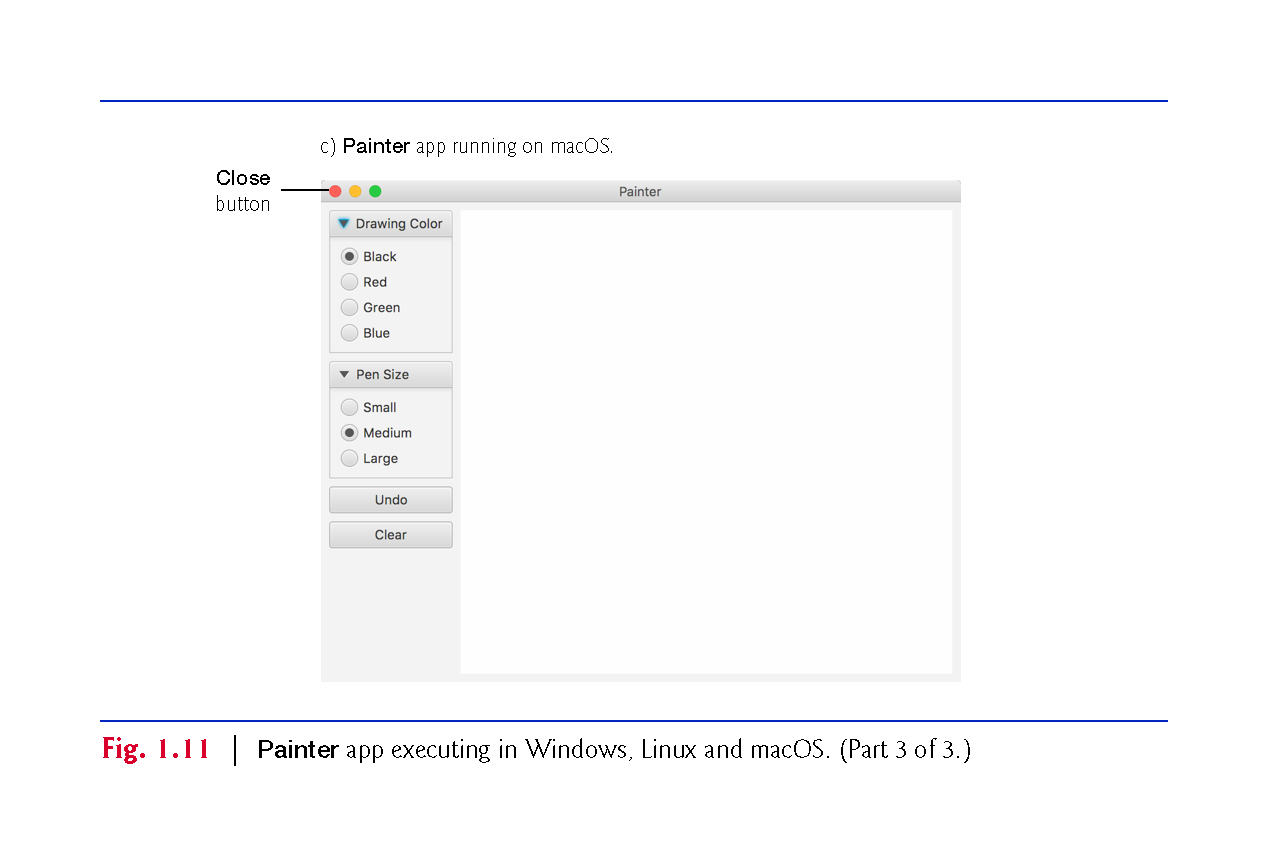 c) Painter app running on macOS.
Close
button
Painter
Drawing Color
Black
Red
Green
Blue
Pen Size
Small
Medium
Large
Undo
Clear
Fig. 1.11 | Painter app executing in Windows, Linux and macOS. (Part 3 of 3.)